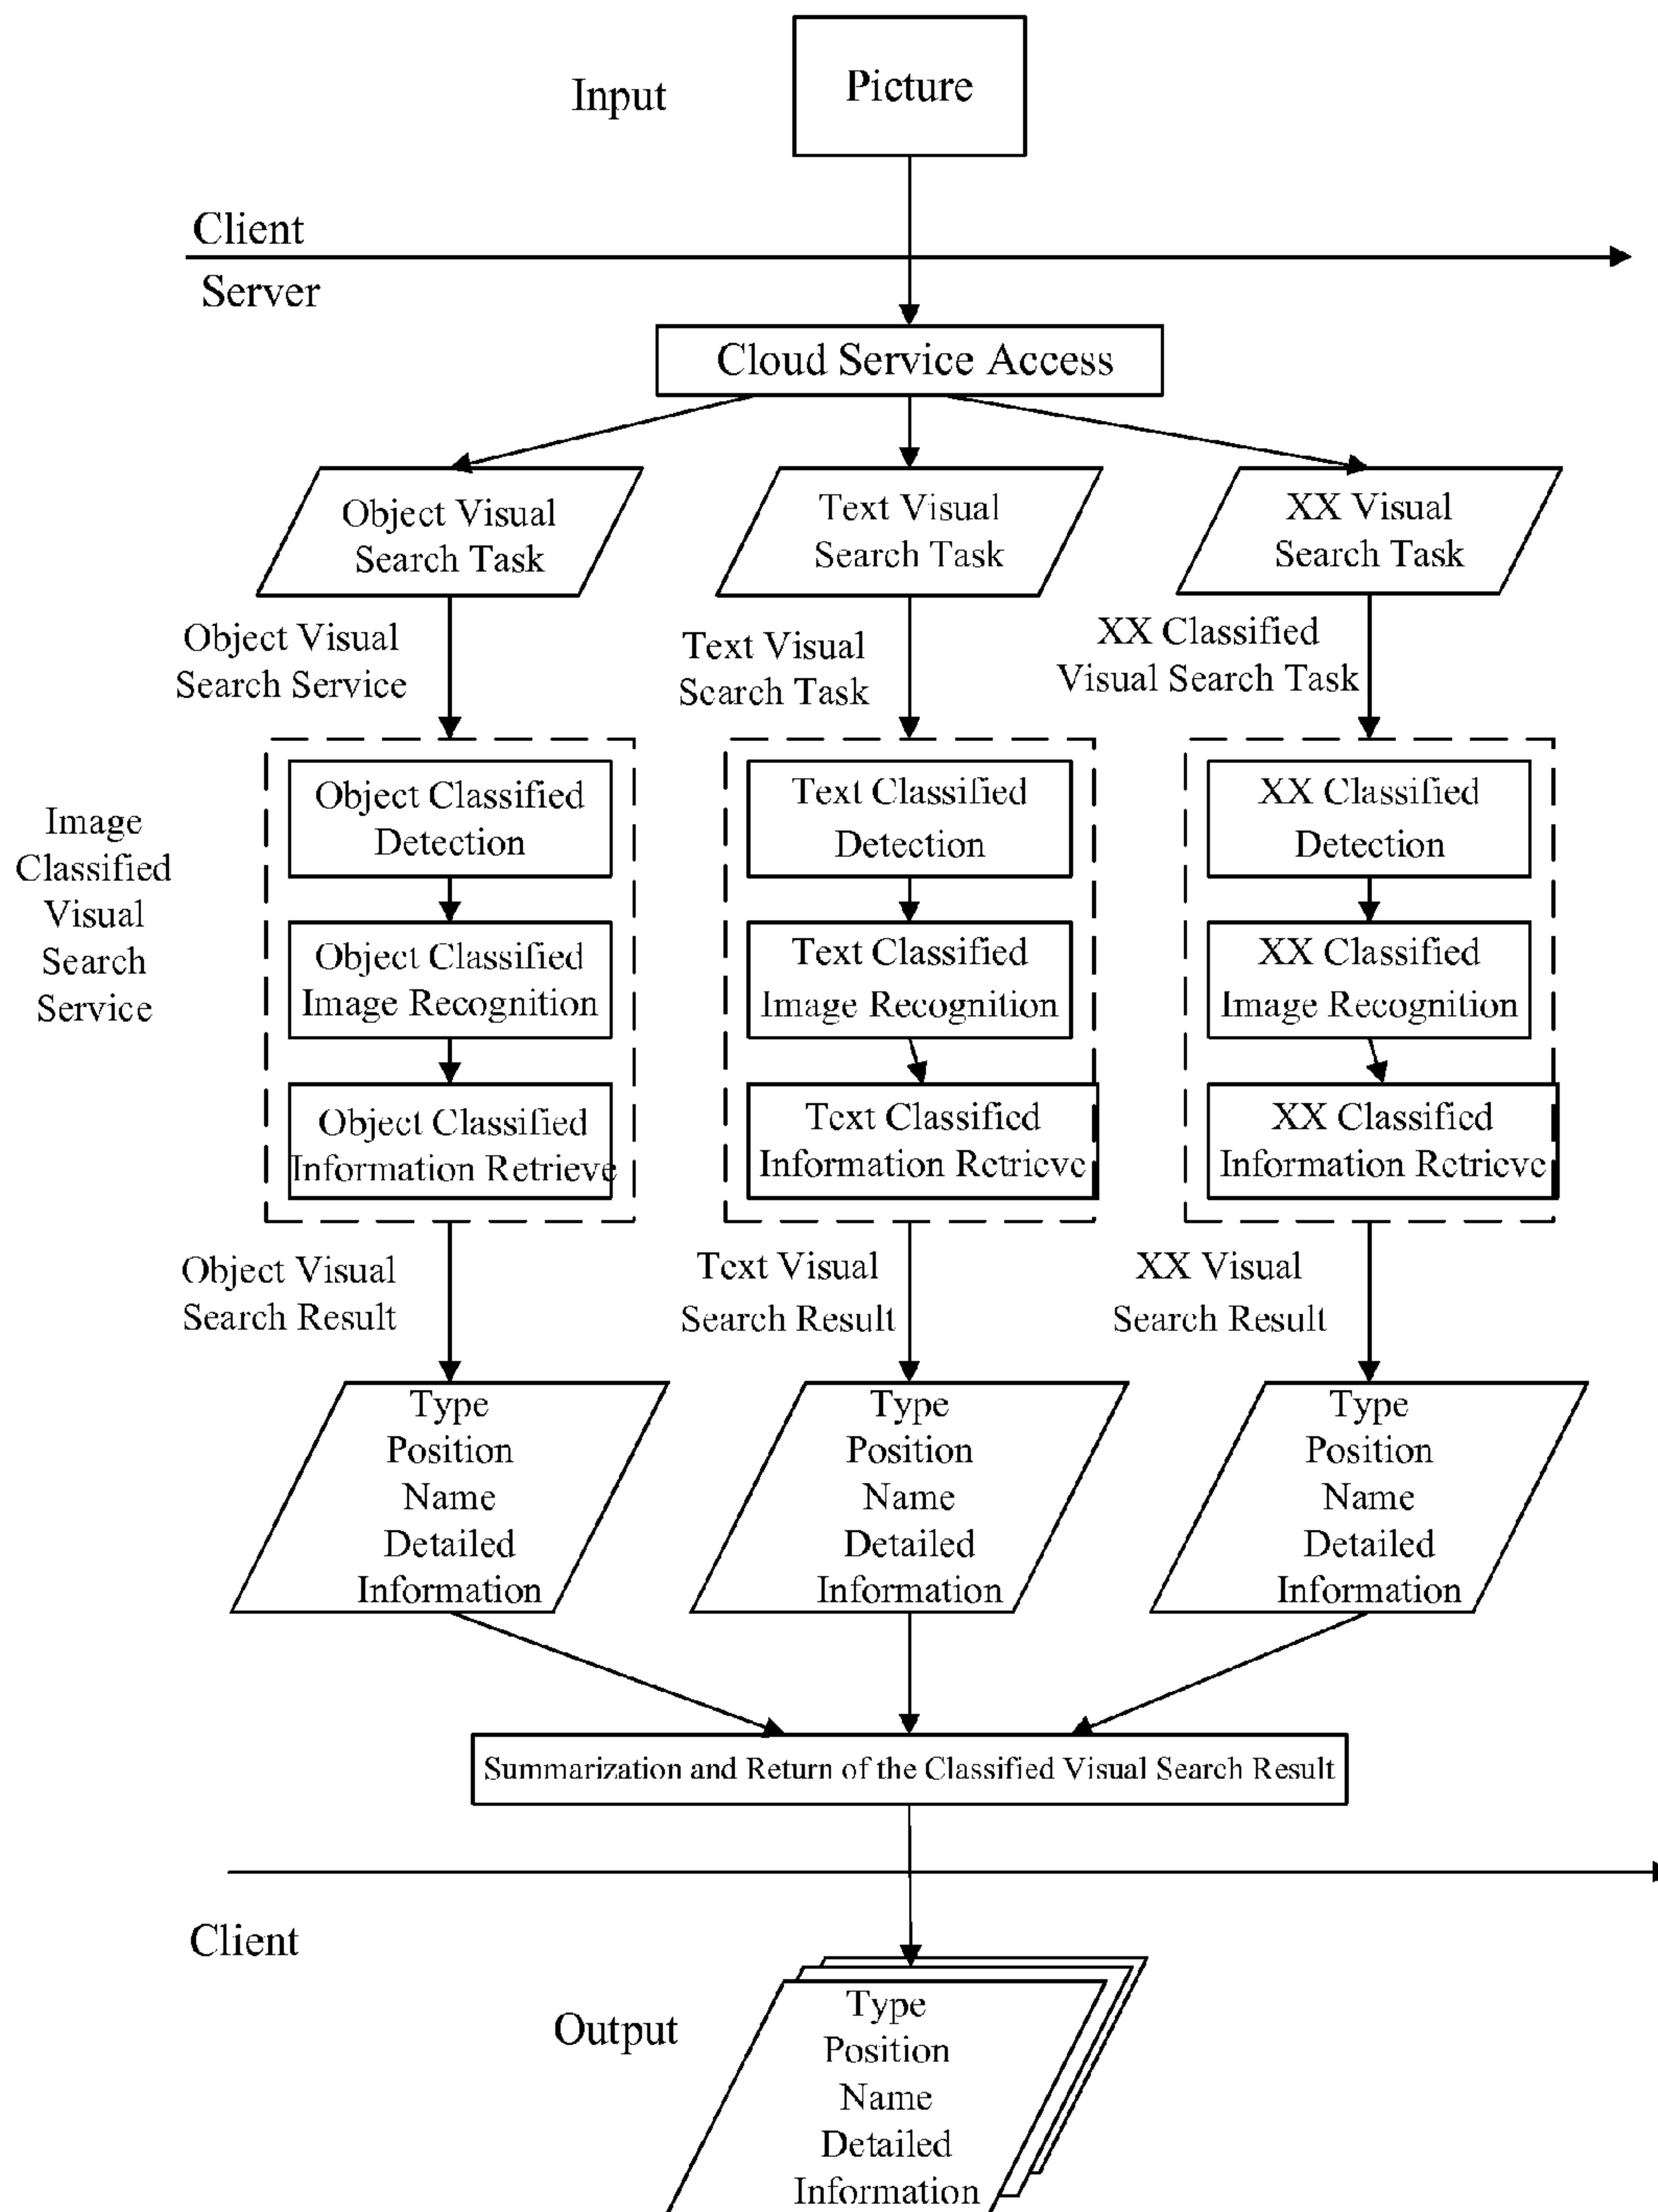 Input
Picture
Client
Server
Cloud Service Access
Object Visual
Search Task
Text Visual
Search Task
XX Visual
Search Task
Object Visual
Search Service
Text Visual
Search Task
XX Classified
Visual Search Task
Image
Classified
Visual
Search
Service
Object Classified
Detection
Object Classified
Image Recognition
Object Classified
Information Retrieve
Text Classified
Detection
Text Classified
Image Recognition
Text Classified
Information Retrieve
XX Classified
Detection
XX Classified
Image Recognition
XX Classified
Information Retrieve
Object Visual
Search Result
Text Visual
Search Result
XX Visual
Search Result
Type
Position
Name
Detailed
Information
Type
Position
Name
Detailed
Information
Type
Position
Name
Detailed
Information
Summarization and Return of the Classified Visual Search Result
Client
Output
Type
Position
Name
Detailed
Information